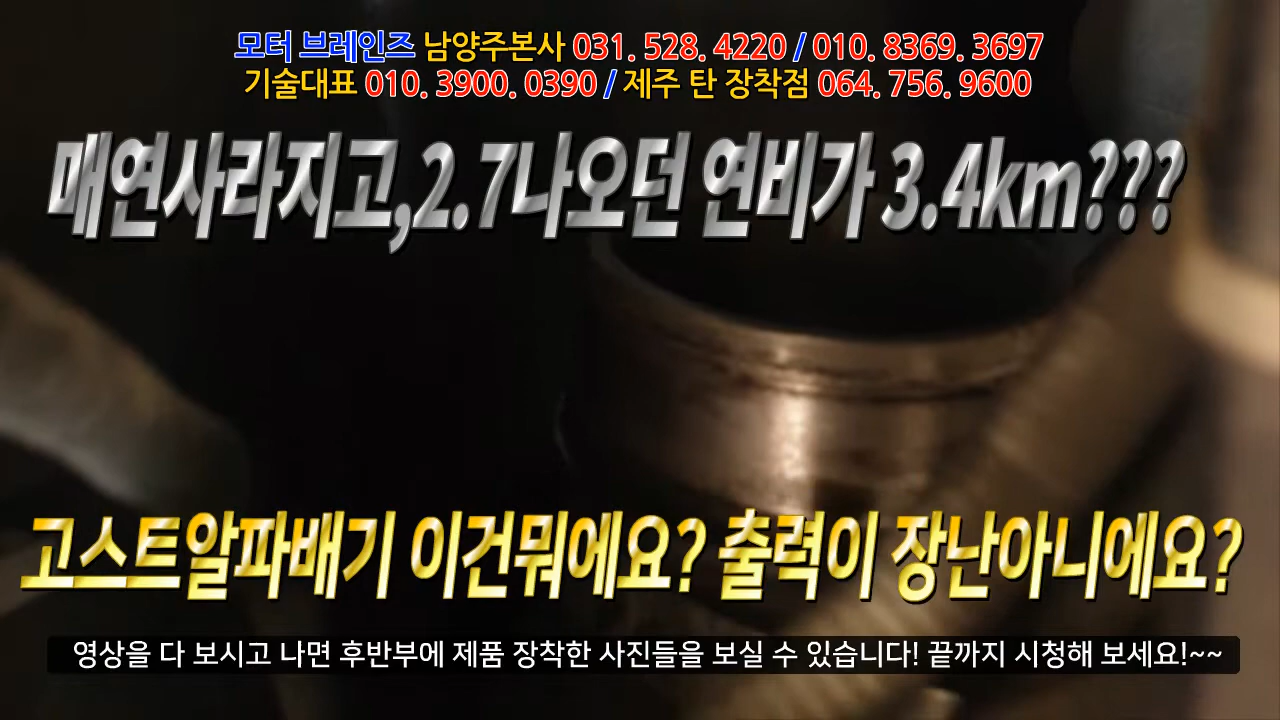 모터 브레인즈 남양주본사 031. 528. 4220 / 010. 8369. 3697
기술대표 010. 3900. 0390 / 제주 탄 장착점 064. 756. 9600
매연사라지고,2.7나오던 연비가 3.4km???
고스트알파배기 이건뭐에요? 출력이 장난아니에요?
영상을 다 보시고 나면 후반부에 제품 장착한 사진들을 보실 수 있습니다! 끝까지 시청해 보세요!~~